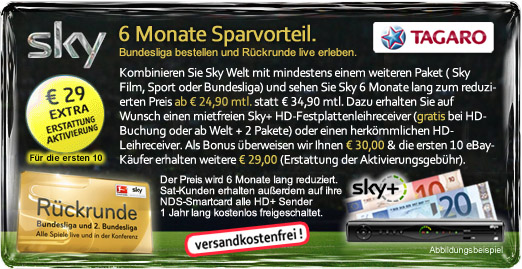 sky
6 Monate Sparvorteil.
Bundesliga bestellen und Rückrunde live erleben.
TAGARO
€ 29
EXTRA
ERSTATTUNG
AKTIVIERUNG
Für die ersten 10
Kombinieren Sie Sky Welt mit mindestens einem weiteren Paket ( Sky
Film, Sport oder Bundesliga) und sehen Sie Sky 6 Monate lang zum reduzi-
erten Preis ab € 24,90 mtl. statt € 34,90 mtl. Dazu erhalten Sie auf
Wunsch einen mietfreien Sky+ HD-Festplattenleihreceiver (gratis bei HD-
Buchung oder ab Welt + 2 Pakete) oder einen herkömmlichen HD-
Leihreceiver. Als Bonus überweisen wir Ihnen € 30,00 & die ersten 10 eBay-
Käufer erhalten weitere € 29,00 (Erstattung der Aktivierungsgebühr).
Der Preis wird 6 Monate lang reduziert.
Sat-Kunden erhalten außerdem auf ihre
NDS-Smartcard alle HD+ Sender
1 Jahr lang kostenlos freigeschaltet.
sky
Rückrunde
Bundesliga und 2. Bundesliga
Alle Spiele live und in der Konferenz
sky+
10
20
versandkostenfrei !
Abbildungsbeispiel